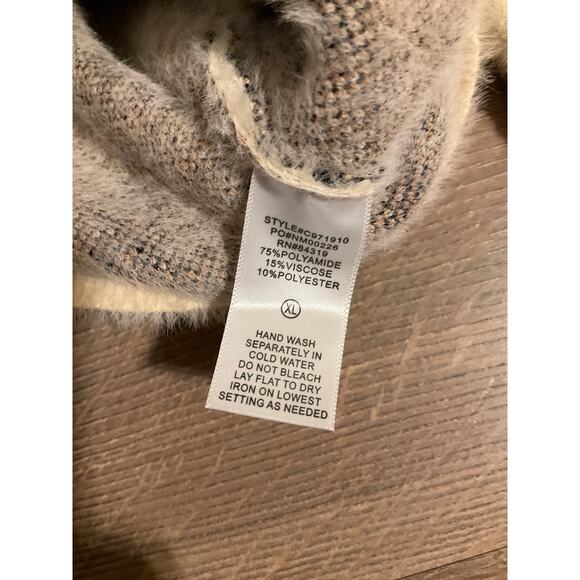 STYLE#C971910
PO#NM00226
RN#84319
75%POLYAMIDE
15%VISCOSE
10%POLYESTER
XL
HAND WASH
SEPARATELY IN
COLD WATER
DO NOT BLEACH
LAY FLAT TO DRY
IRON ON LOWEST
SETTING AS NEEDED